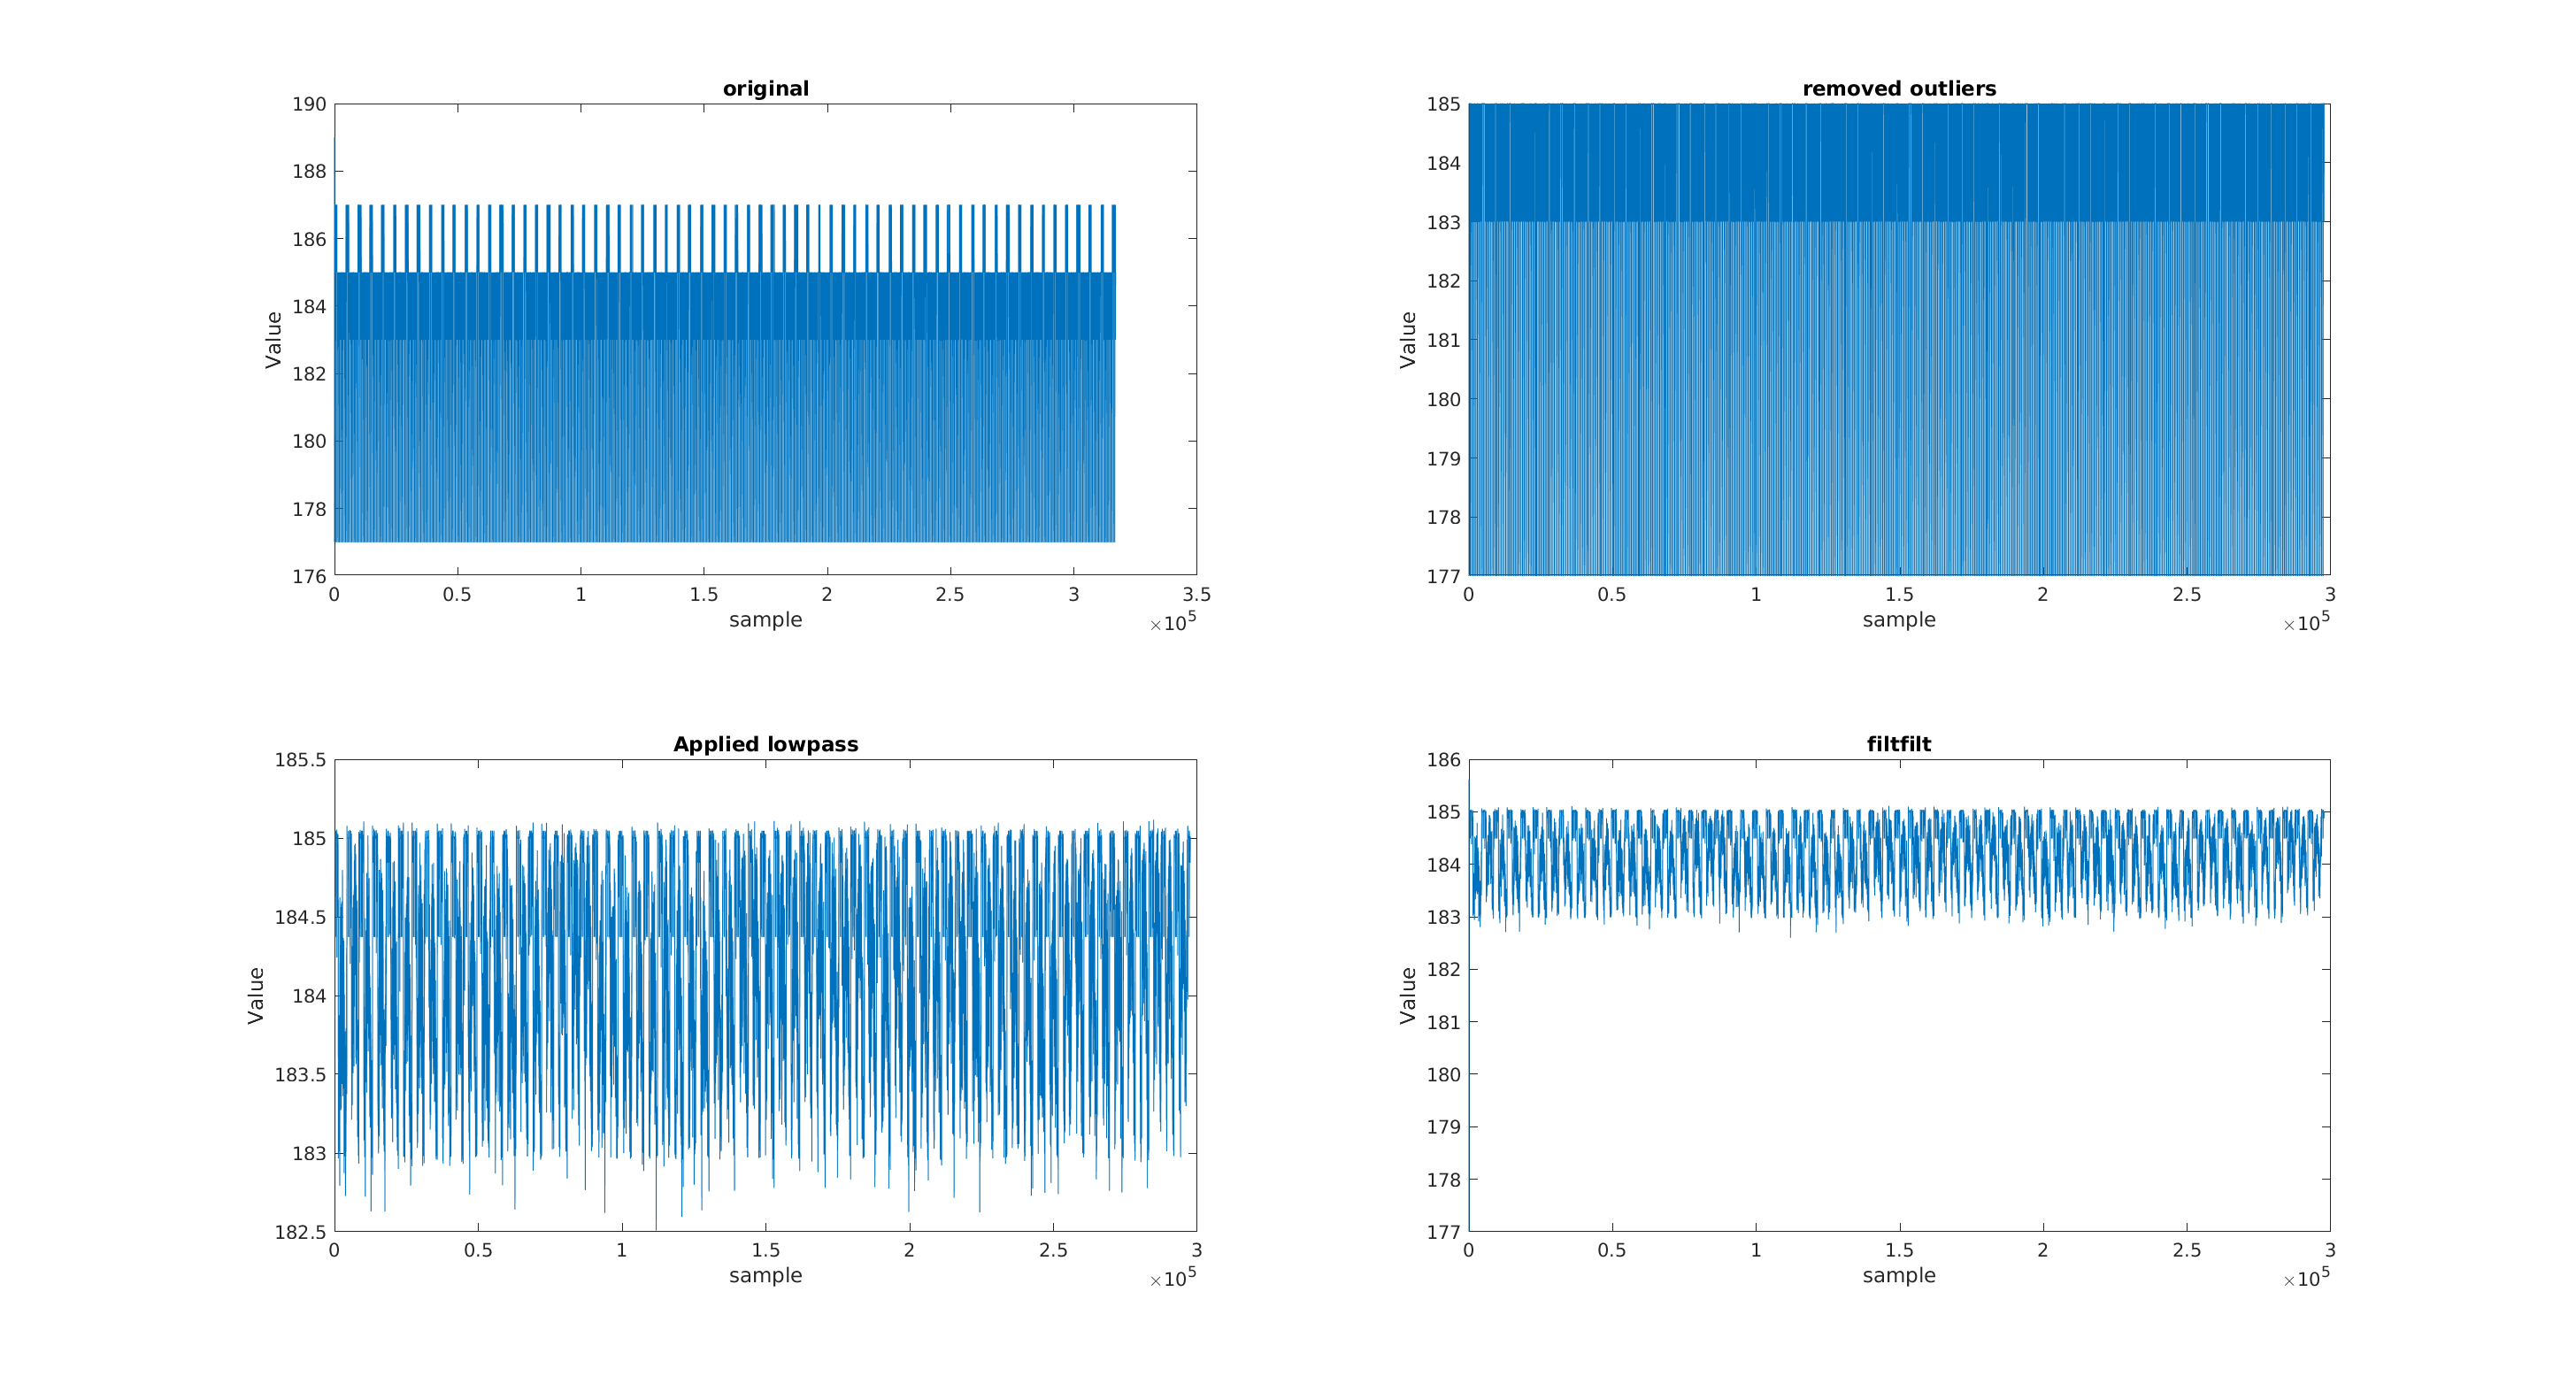 original
190
188
186
184
182
180
178
176
Value
0 0.5 1 1.5 2 2.5 3 3.5
sample
×10^5
removed outliers
185
184
183
182
181
180
179
178
177
Value
0 0.5 1 1.5 2 2.5 3
sample
×10^5
Applied lowpass
185.5
185
184.5
184
183.5
183
182.5
Value
0 0.5 1 1.5 2 2.5 3
sample
×10^5
filtfilt
186
185
184
183
182
181
180
179
178
177
Value
0 0.5 1 1.5 2 2.5 3
sample
×10^5